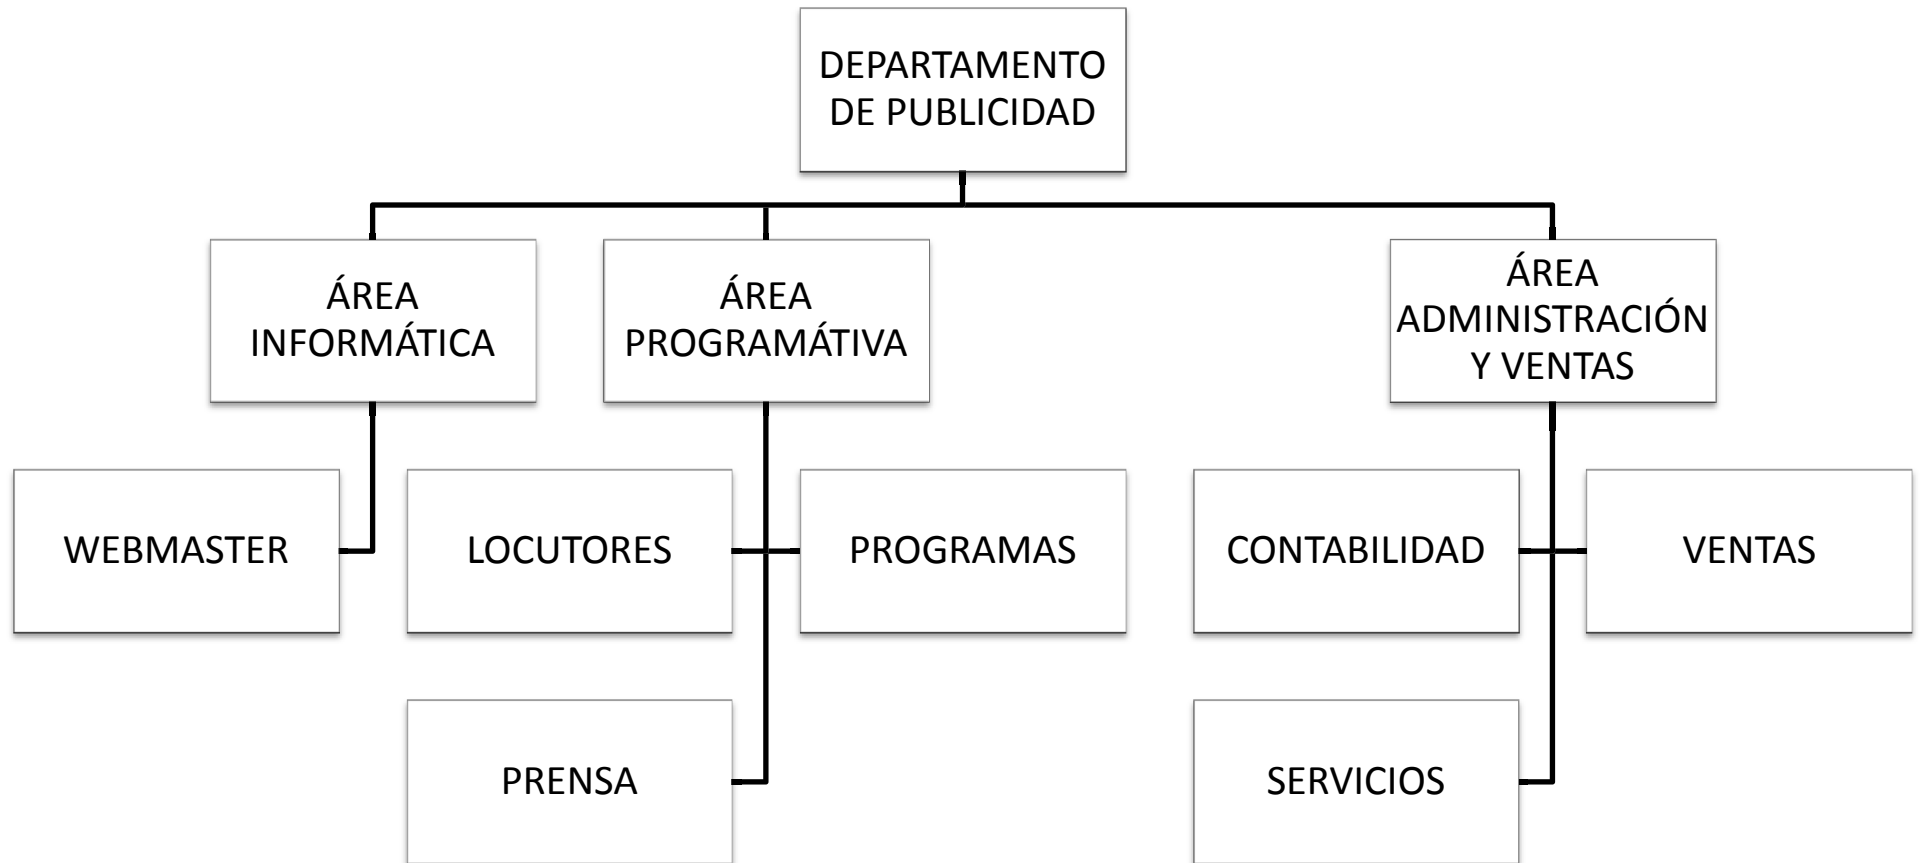 DEPARTAMENTO
DE PUBLICIDAD
ÁREA
INFORMÁTICA
ÁREA
PROGRAMÁTIVA
ÁREA
ADMINISTRACIÓN
Y VENTAS
WEBMASTER
LOCUTORES
PROGRAMAS
CONTABILIDAD
VENTAS
PRENSA
SERVICIOS